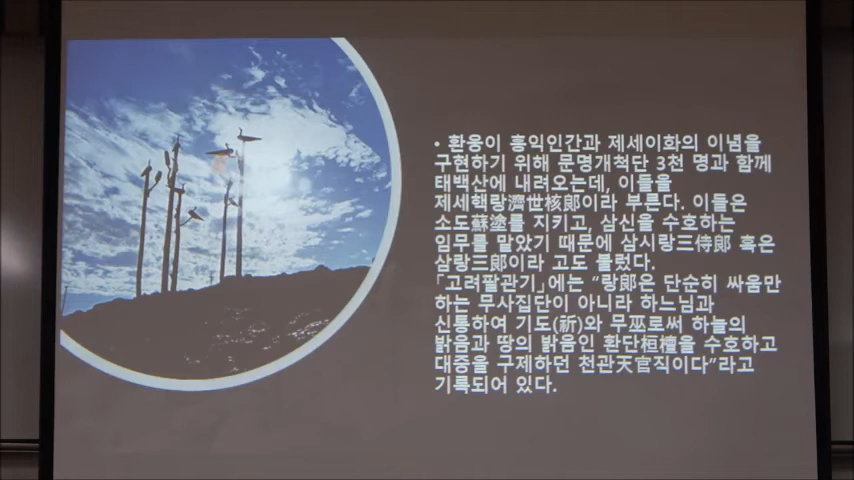 • 환웅이 홍익인간과 제세이화의 이념을
구현하기 위해 문명개척단 3천 명과 함께
태백산에 내려오는데, 이들을
제세핵랑濟世核郞이라 부른다. 이들은
소도蘇塗를 지키고, 삼신을 수호하는
임무를 맡았기 때문에 삼시랑三侍郞 혹은
삼랑三郞이라 고도 불렀다.
「고려팔관기」에는 “랑郞은 단순히 싸움만
하는 무사집단이 아니라 하느님과
신통하여 기도(祈)와 무巫로써 하늘의
밝음과 땅의 밝음인 환단桓檀을 수호하고
대중을 구제하던 천관天官직이다”라고
기록되어 있다.